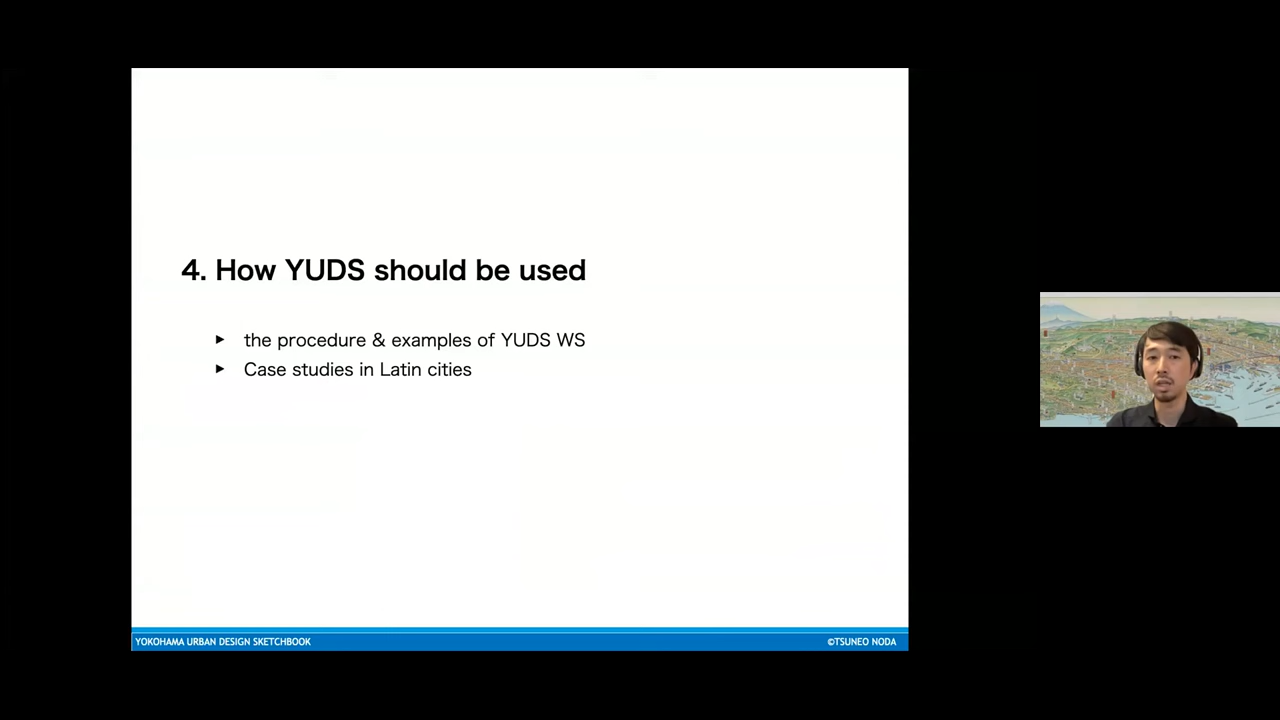 4. How YUDS should be used
▶ the procedure & examples of YUDS WS
▶ Case studies in Latin cities
YOKOHAMA URBAN DESIGN SKETCHBOOK
©TSUNEO NODA